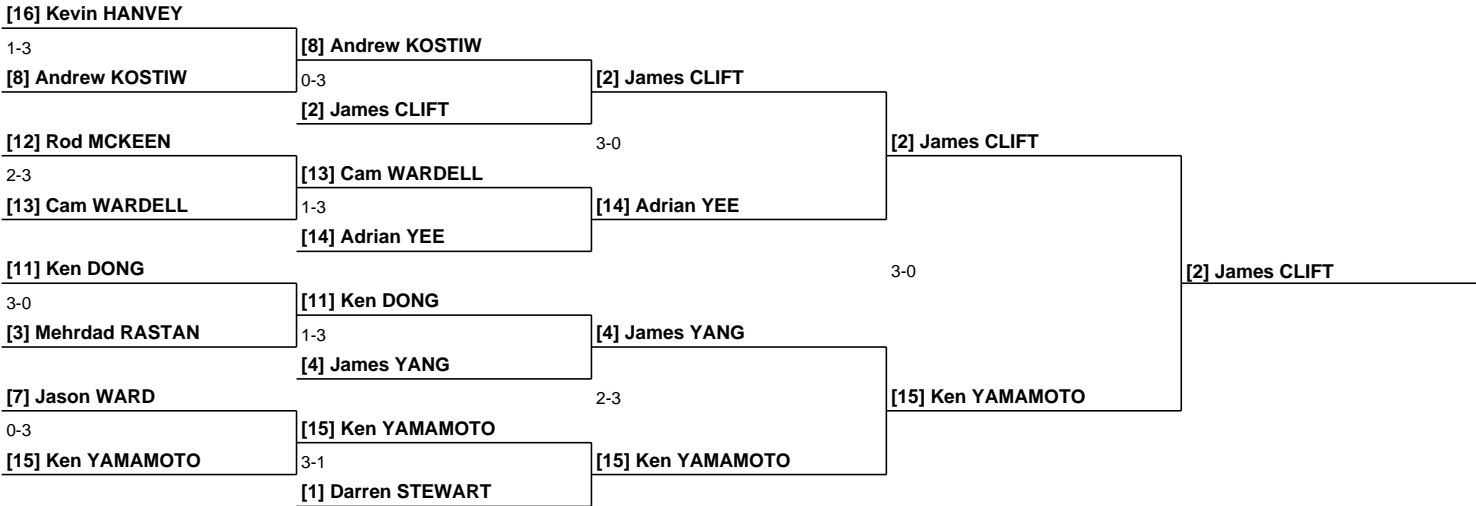 [16] Kevin HANVEY
1-3
[8] Andrew KOSTIW
[12] Rod MCKEEN
2-3
[13] Cam WARDELL
[11] Ken DONG
3-0
[3] Mehrdad RASTAN
[7] Jason WARD
0-3
[15] Ken YAMAMOTO
[8] Andrew KOSTIW
0-3
[2] James CLIFT
[13] Cam WARDELL
1-3
[14] Adrian YEE
[11] Ken DONG
1-3
[4] James YANG
[15] Ken YAMAMOTO
3-1
[1] Darren STEWART
[2] James CLIFT
3-0
[14] Adrian YEE
[4] James YANG
2-3
[15] Ken YAMAMOTO
[2] James CLIFT
3-0
[15] Ken YAMAMOTO
[2] James CLIFT